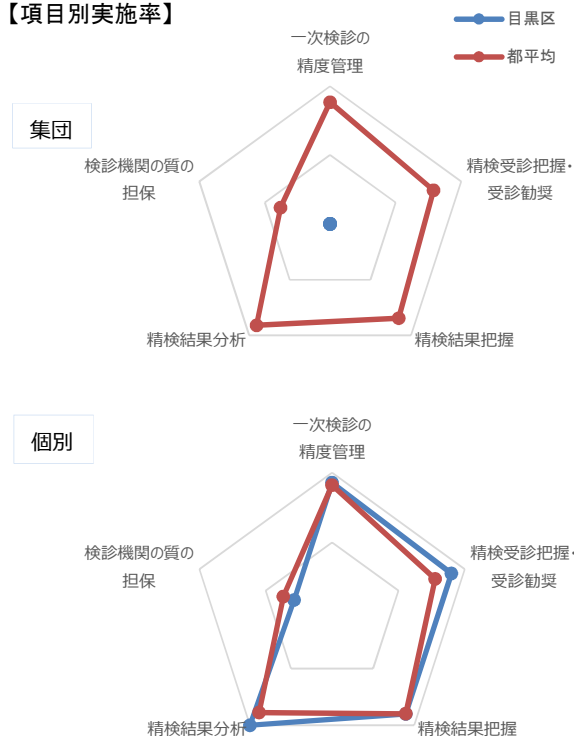 【項目別実施率】
目黒区
都平均
集団
一次検診の
精度管理
精検受診把握・
受診勧奨
精検結果把握
精検結果分析
検診機関の質の
担保
個別
一次検診の
精度管理
精検受診把握・
受診勧奨
精検結果把握
精検結果分析
検診機関の質の
担保